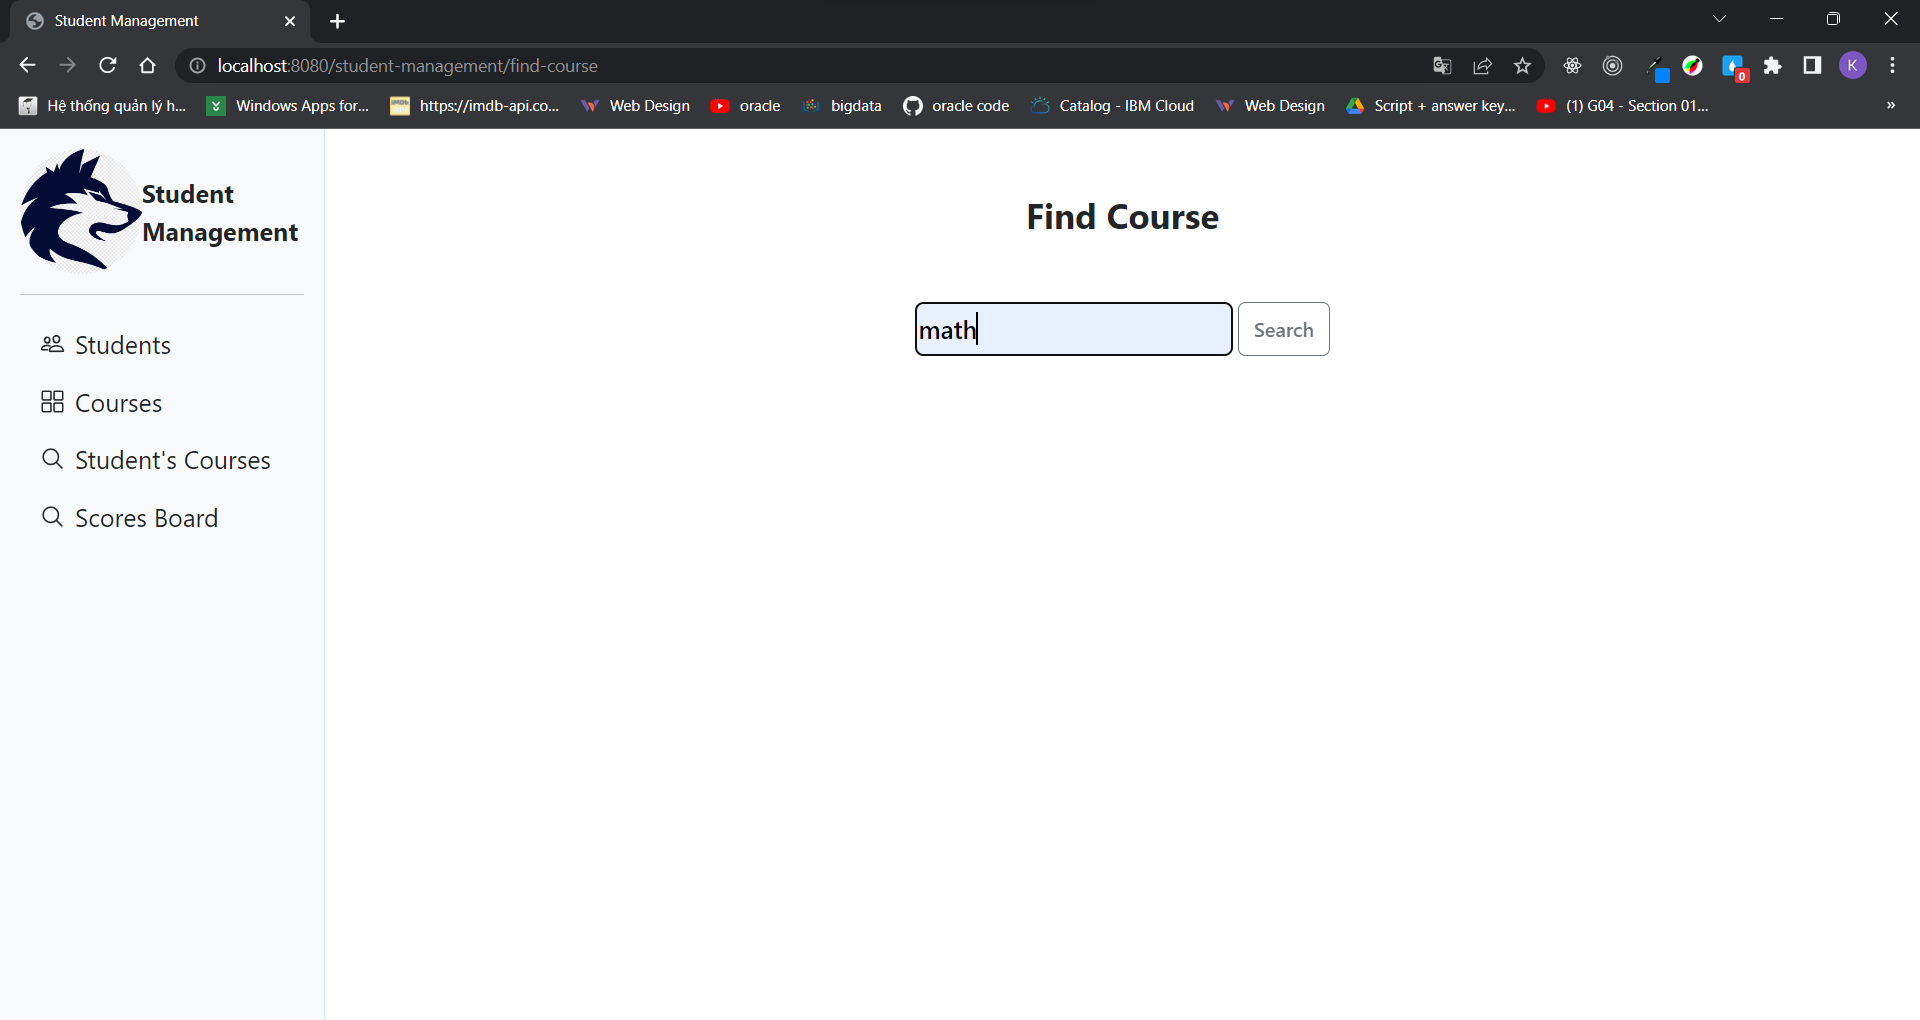 Student Management
localhost:8080/student-management/find-course
K
Hệ thống quản lý h... Windows Apps for... https://imdb-api.co... Web Design oracle bigdata oracle code Catalog - IBM Cloud Web Design Script + answer key... (1) G04 - Section 01... »
0
Student
Management
Students
Courses
Student's Courses
Scores Board
Find Course
math
Search